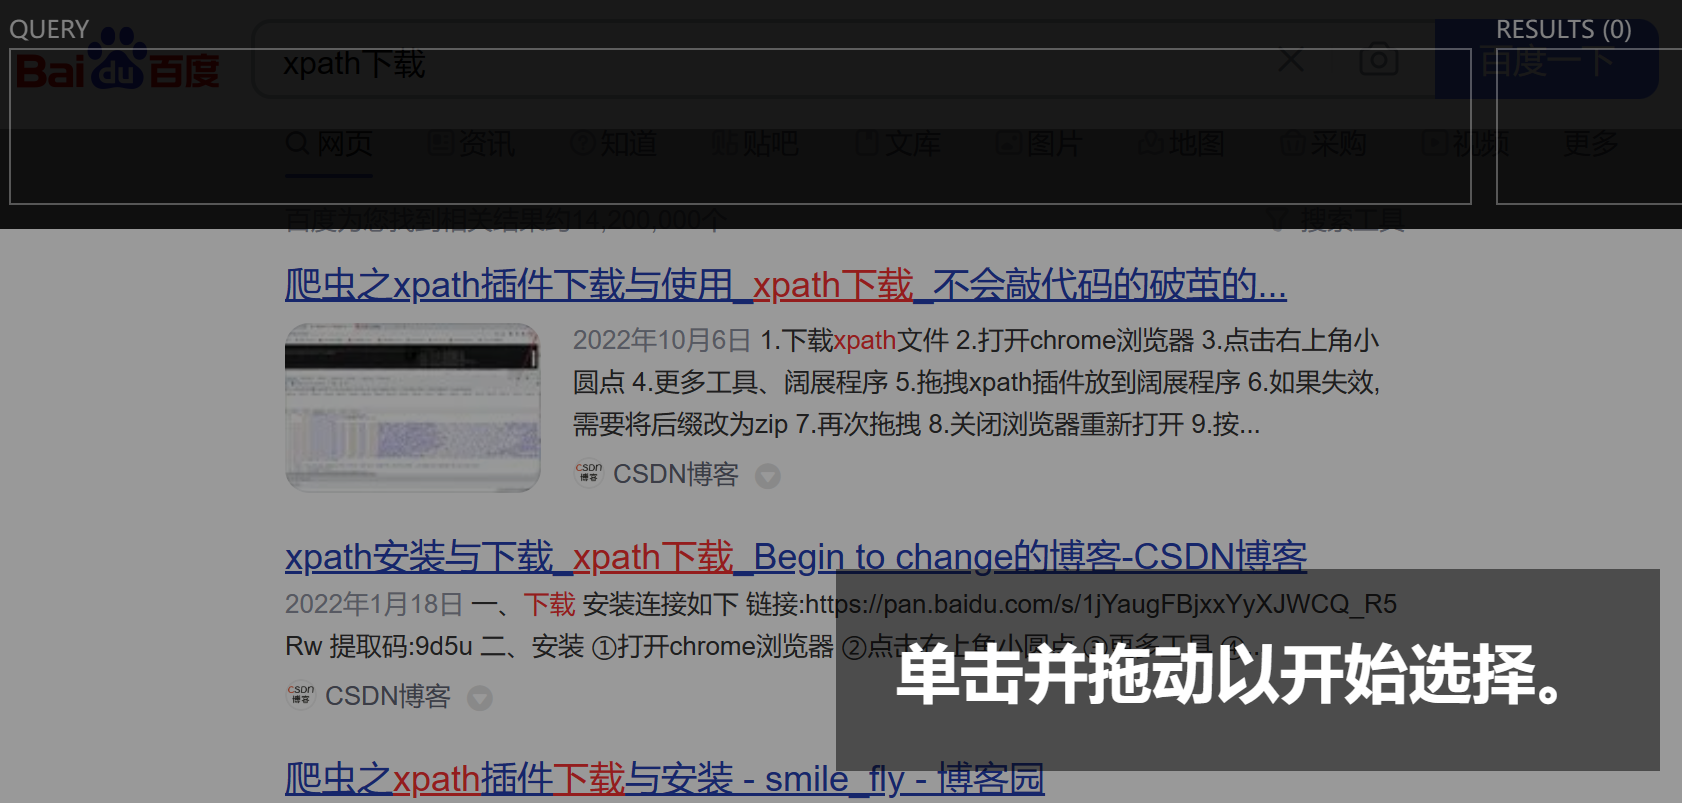 QUERY
RESULTS (0)
Bai du 百度
xpath下载
百度一下
网页 资讯 知道 贴吧 文库 图片 地图 采购 视频 更多
百度为您找到相关结果约14,200,000个
搜索工具
爬虫之xpath插件下载与使用_xpath下载_不会敲代码的破茧的...
2022年10月6日 1.下载xpath文件 2.打开chrome浏览器 3.点击右上角小
圆点 4.更多工具、阔展程序 5.拖拽xpath插件放到阔展程序 6.如果失效,
需要将后缀改为zip 7.再次拖拽 8.关闭浏览器重新打开 9.按...
CSDN博客 CSDN博客
xpath安装与下载_xpath下载_Begin to change的博客-CSDN博客
2022年1月18日 一、下载 安装连接如下 链接:https://pan.baidu.com/s/1jYaugFBjxxYyXJWCQ_R5
Rw 提取码:9d5u 二、安装 ①打开chrome浏览器 ②点击右上角小圆点 ③更多工具 ④...
单击并拖动以开始选择。
CSDN博客 CSDN博客
爬虫之xpath插件下载与安装 - smile_fly - 博客园